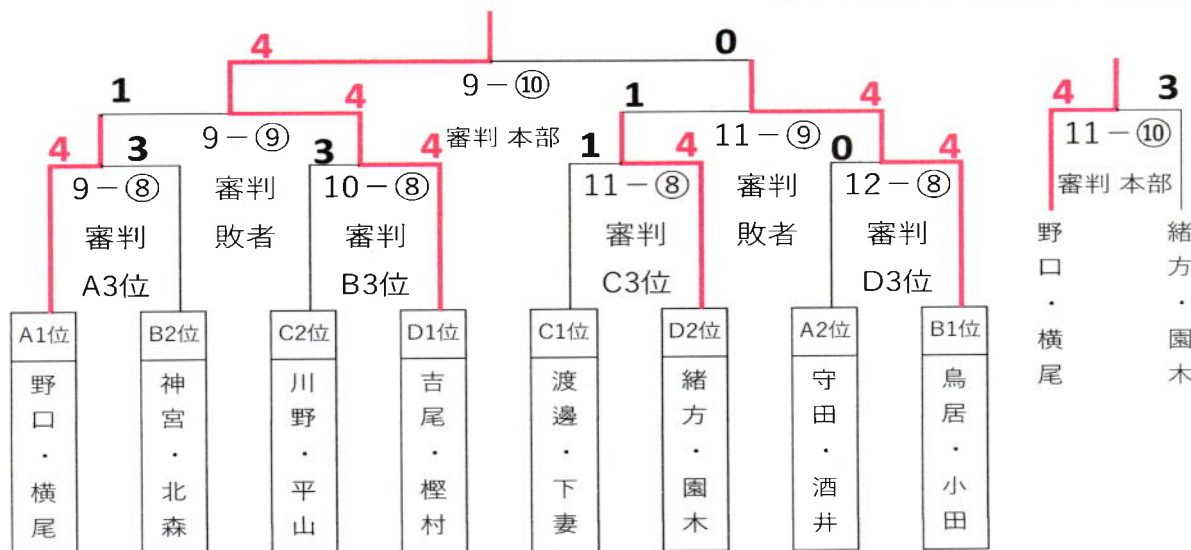 4
0
9-⑩
審判 本部
1
4
9-⑨
審判
敗者
1
4
11-⑨
審判
敗者
4
3
11-⑩
審判 本部
野口・横尾
緒方・園木
4
3
9-⑧
審判
A3位
3
4
10-⑧
審判
B3位
1
4
11-⑧
審判
C3位
0
4
12-⑧
審判
D3位
A1位
B2位
C2位
D1位
C1位
D2位
A2位
B1位
野口・横尾
神宮・北森
川野・平山
吉尾・樫村
渡邊・下妻
緒方・園木
守田・酒井
鳥居・小田